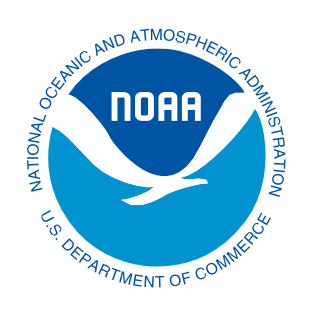 NATIONAL OCEANIC AND ATMOSPHERIC ADMINISTRATION
NOAA
U.S. DEPARTMENT OF COMMERCE